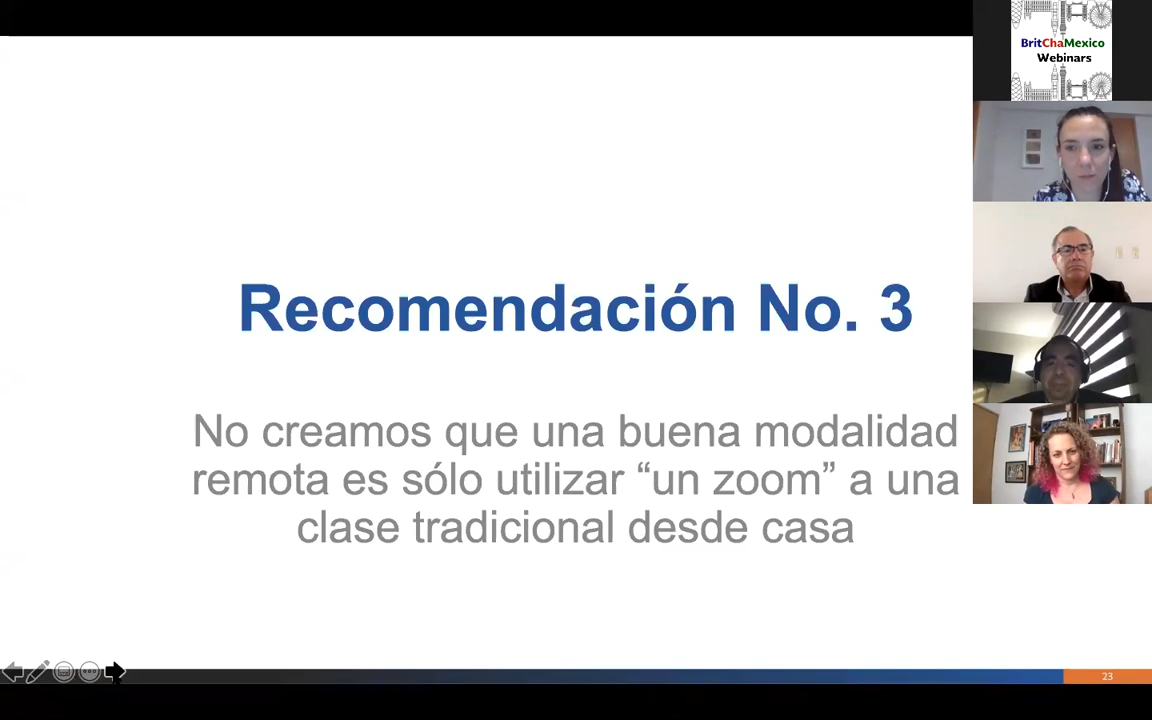 BritChaMexico
Webinars
Recomendación No. 3
No creamos que una buena modalidad
remota es sólo utilizar “un zoom” a una
clase tradicional desde casa
23